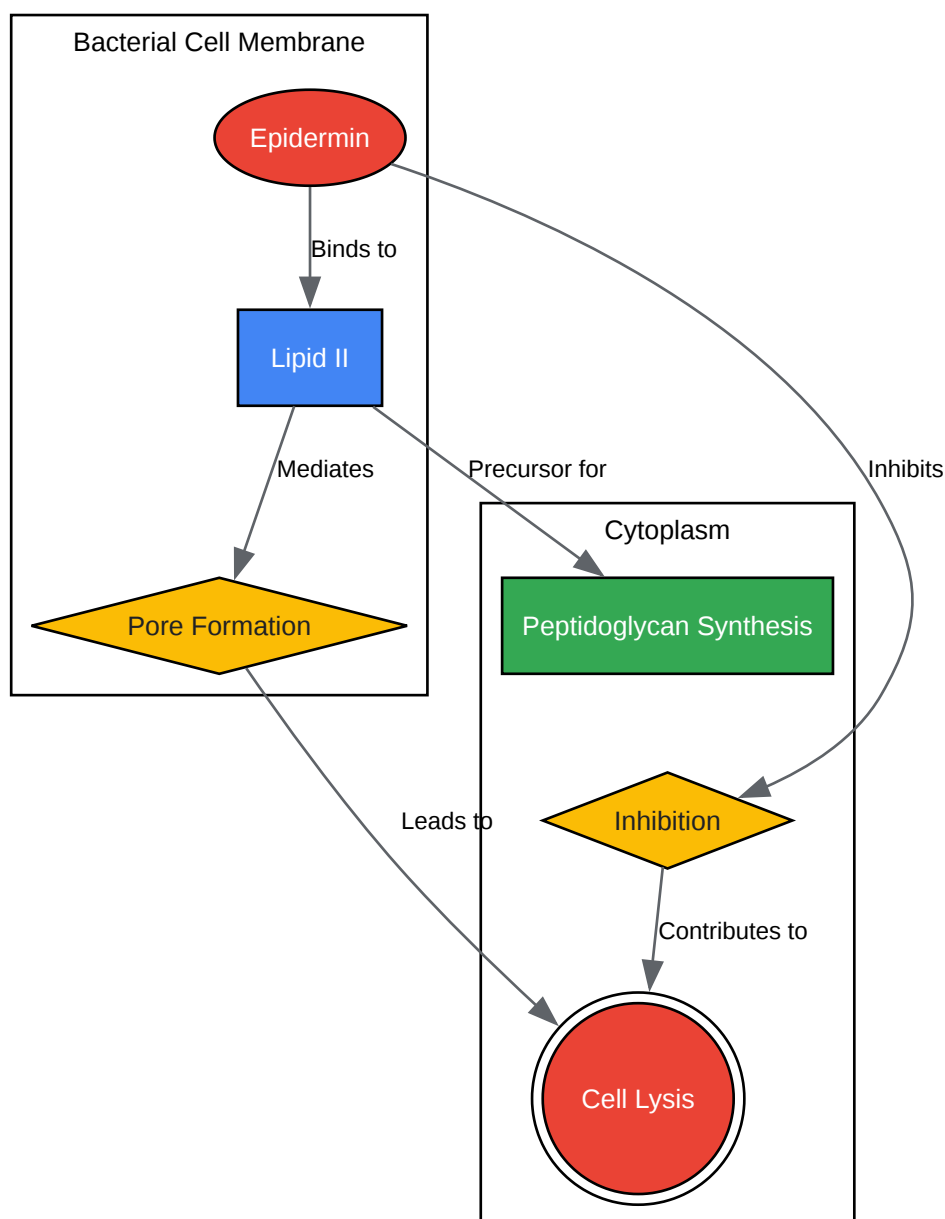 Bacterial Cell Membrane
Epidermin
Binds to
Lipid II
Mediates
Precursor for
Inhibits
Cytoplasm
Pore Formation
Peptidoglycan Synthesis
Leads to
Inhibition
Contributes to
Cell Lysis